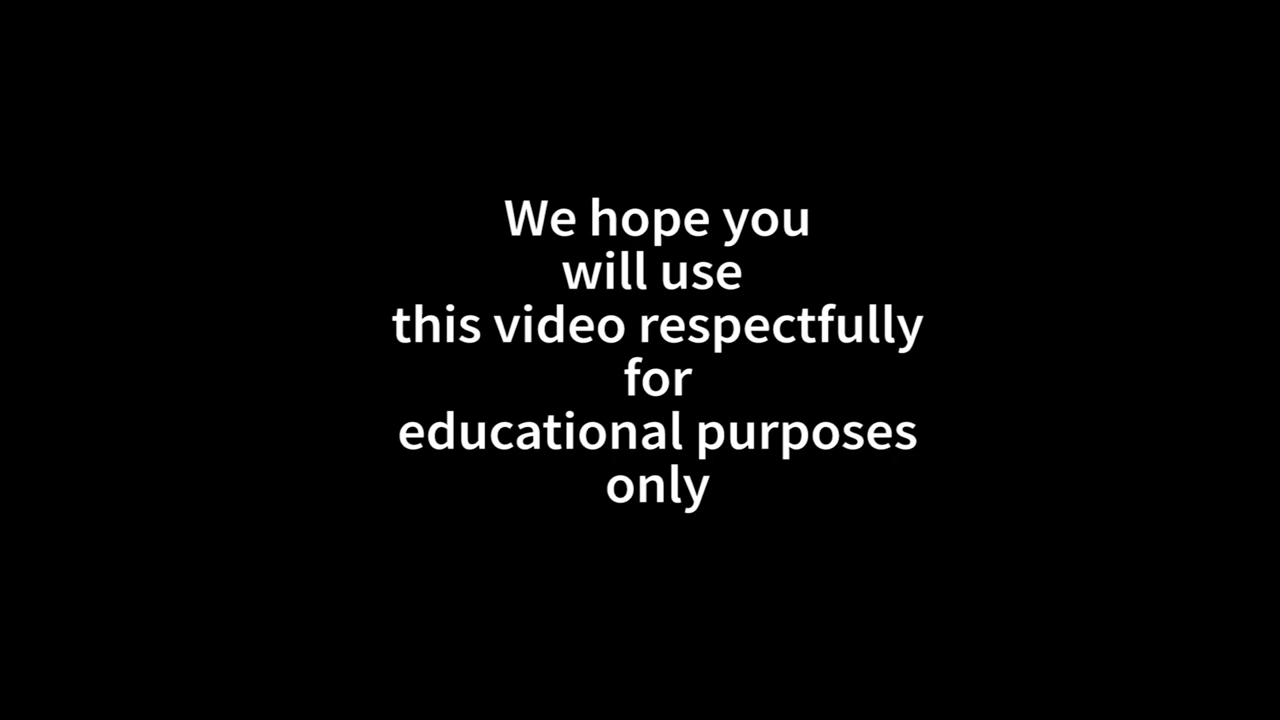 We hope you
will use
this video respectfully
for
educational purposes
only